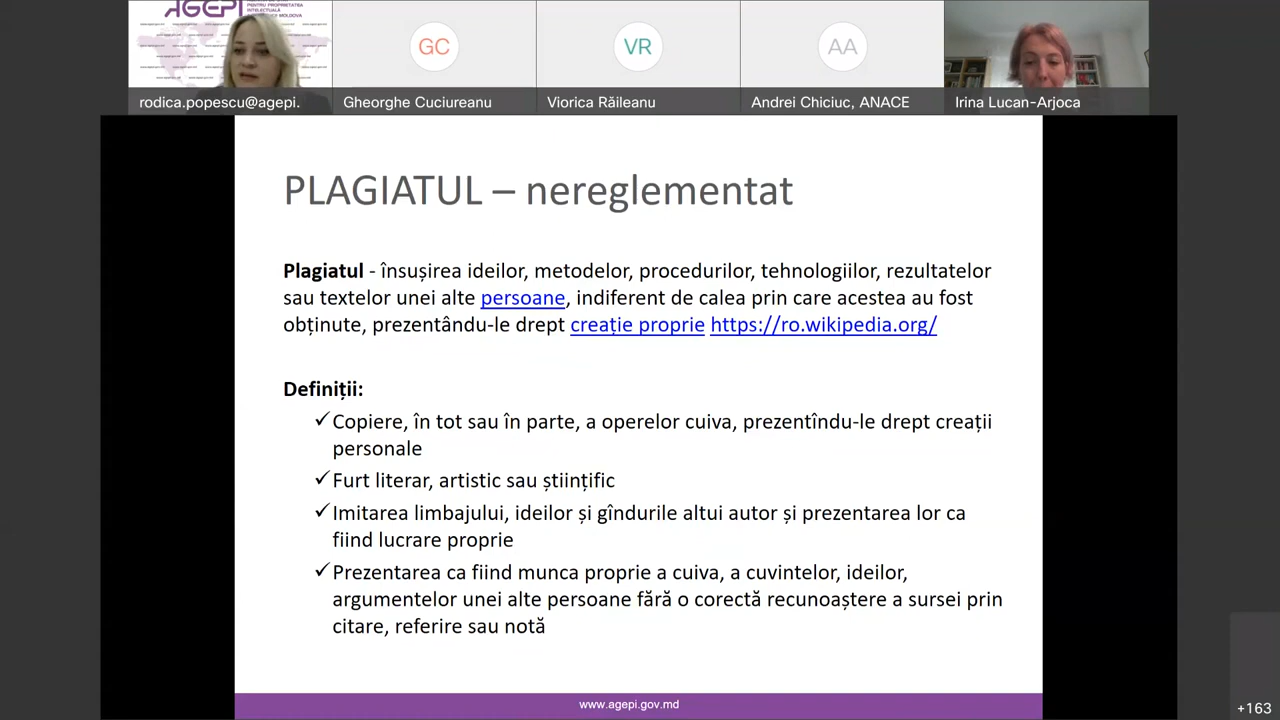 AGEPI
PENTRU PROPRIETATEA
INTELECTUALĂ
GC
VR
AA
rodica.popescu@agepi.
Gheorghe Cuciureanu
Viorica Răileanu
Andrei Chiciuc, ANACE
Irina Lucan-Arjoca
PLAGIATUL – nereglementat
Plagiatul - însușirea ideilor, metodelor, procedurilor, tehnologiilor, rezultatelor
sau textelor unei alte persoane, indiferent de calea prin care acestea au fost
obținute, prezentându-le drept creație proprie https://ro.wikipedia.org/
Definiții:
✓Copiere, în tot sau în parte, a operelor cuiva, prezentîndu-le drept creații
personale
✓Furt literar, artistic sau științific
✓Imitarea limbajului, ideilor și gîndurile altui autor și prezentarea lor ca
fiind lucrare proprie
✓Prezentarea ca fiind munca proprie a cuiva, a cuvintelor, ideilor,
argumentelor unei alte persoane fără o corectă recunoaștere a sursei prin
citare, referire sau notă
www.agepi.gov.md
+163